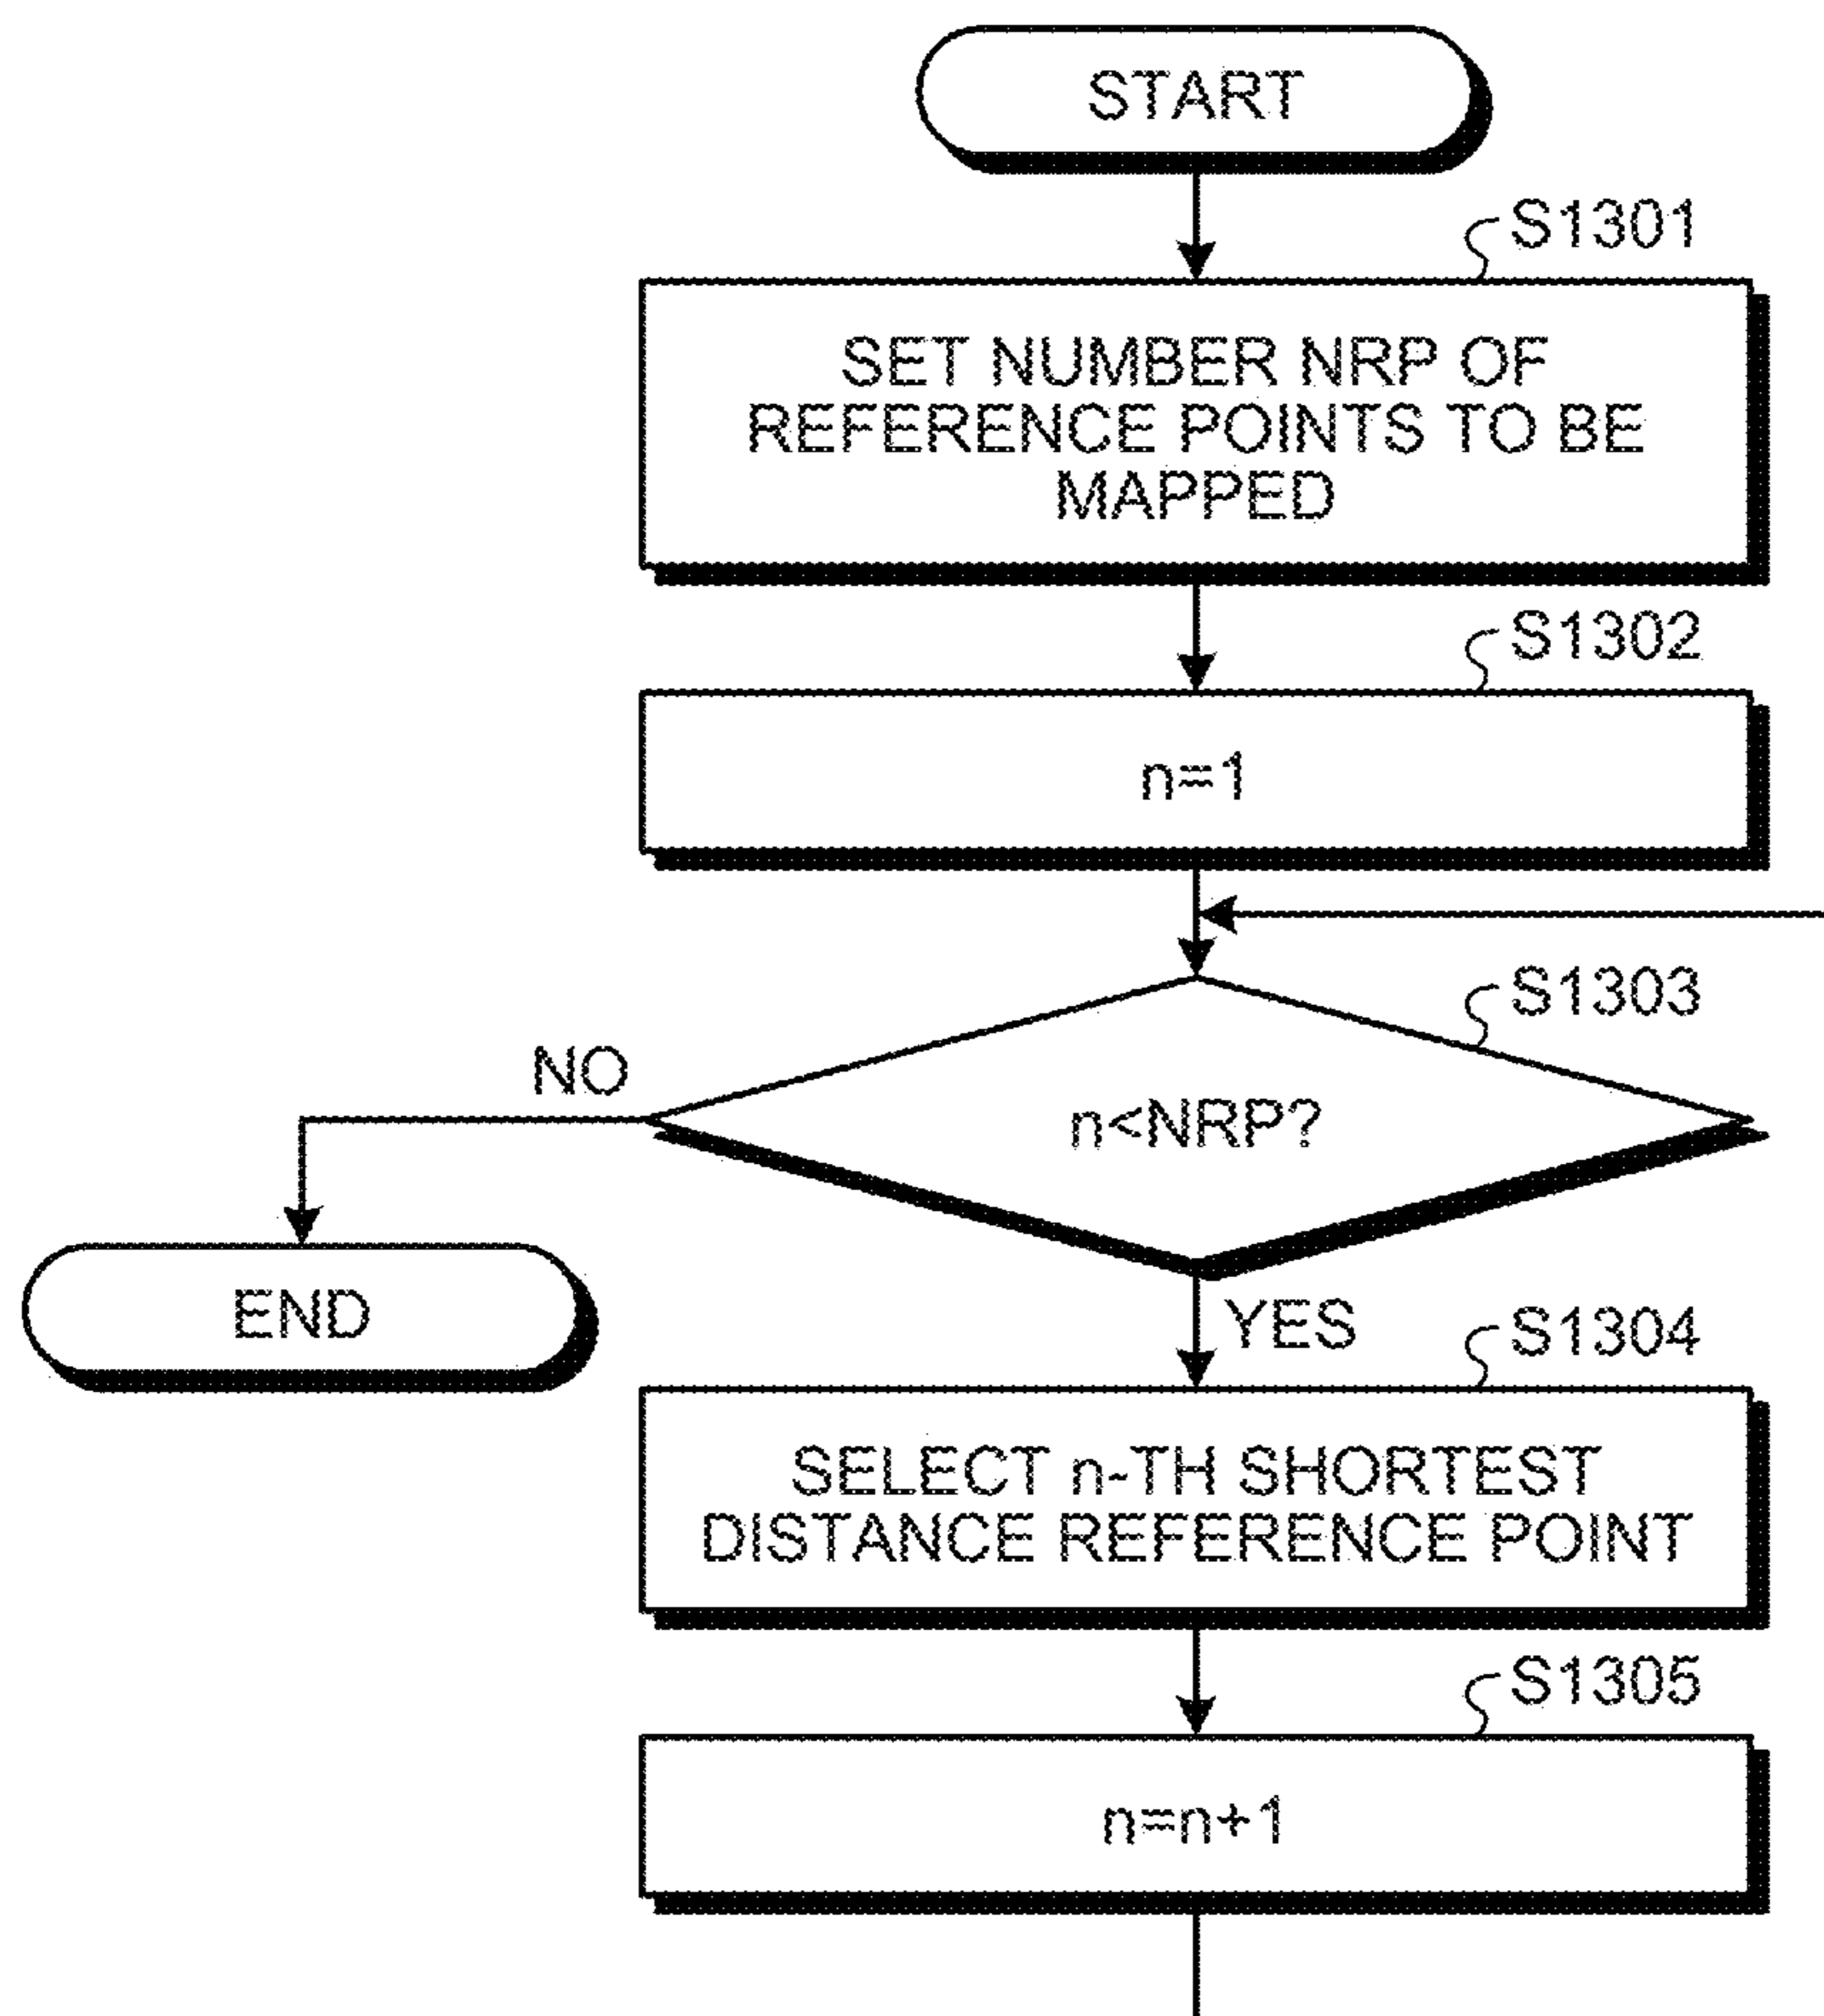 START
S1301
SET NUMBER NRP OF
REFERENCE POINTS TO BE
MAPPED
S1302
n=1
S1303
NO
n<NRP?
END
YES
S1304
SELECT n-TH SHORTEST
DISTANCE REFERENCE POINT
S1305
n=n+1